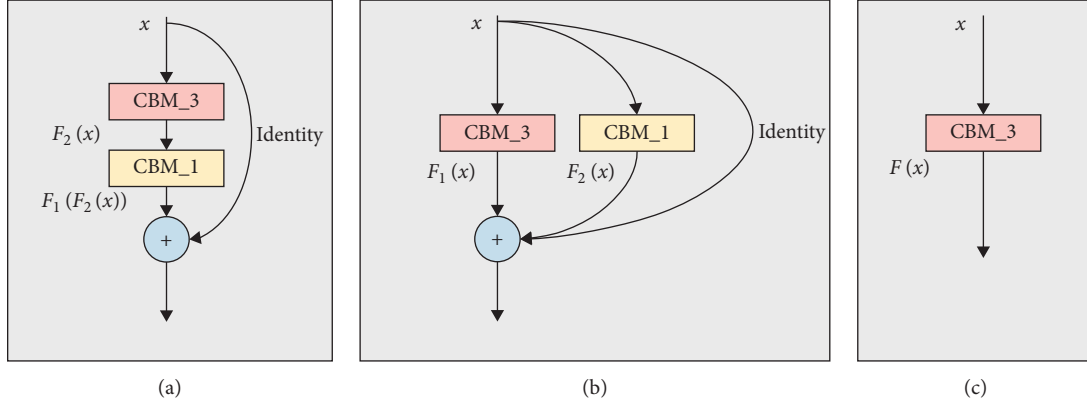 x
CBM_3
F2 (x)
Identity
CBM_1
F1 (F2 (x))
+
(a)
x
CBM_3
CBM_1
Identity
F1 (x)
F2 (x)
+
(b)
x
CBM_3
F (x)
(c)